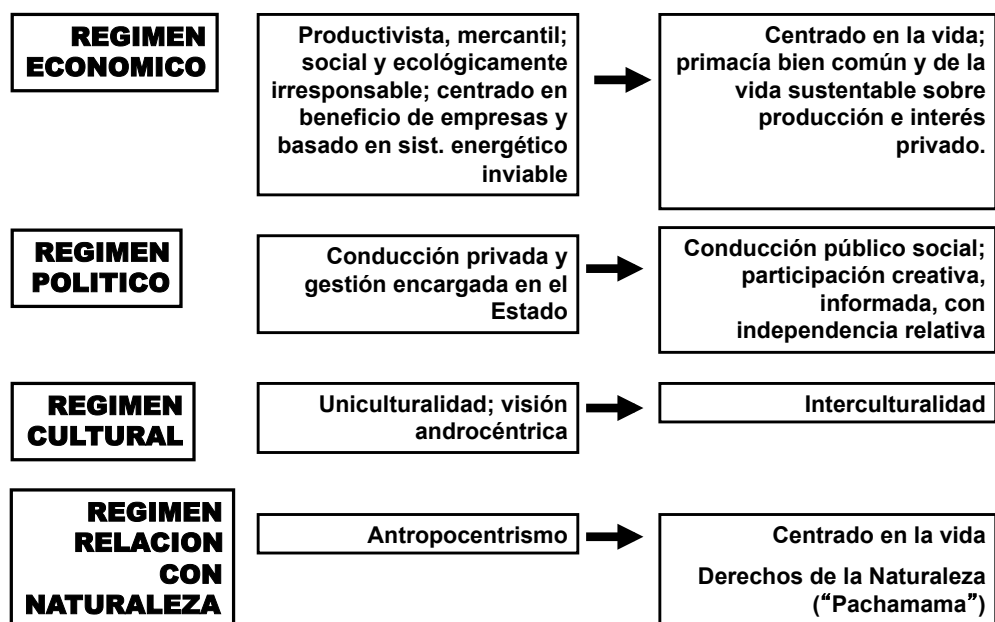 REGIMEN
ECONOMICO
Productivista, mercantil;
social y ecológicamente
irresponsable; centrado en
beneficio de empresas y
basado en sist. energético
inviable
Centrado en la vida;
primacía bien común y de la
vida sustentable sobre
producción e interés
privado.
REGIMEN
POLITICO
Conducción privada y
gestión encargada en el
Estado
Conducción público social;
participación creativa,
informada, con
independencia relativa
REGIMEN
CULTURAL
Uniculturalidad; visión
androcéntrica
Interculturalidad
REGIMEN
RELACION
CON
NATURALEZA
Antropocentrismo
Centrado en la vida
Derechos de la Naturaleza
(“Pachamama”)